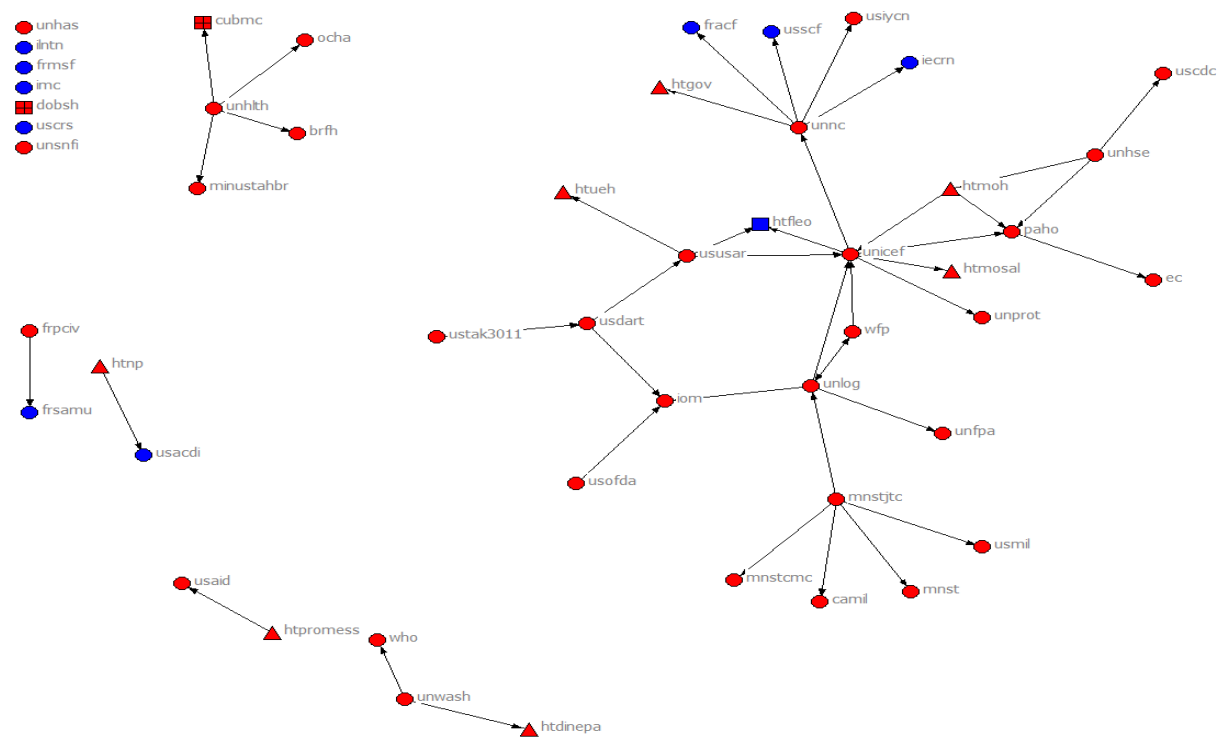 unhas
ilntn
frmsf
imc
dobsh
uscrs
unsnfi
cubmc
ocha
unhlth
brfh
minustahbr
fracf
usscf
usiycn
iecrn
htgov
unnc
uscdc
unhse
htueh
htfleo
htmoh
paho
ususar
unicef
htmosal
ec
ustak3011
usdart
wfp
unprot
iom
unlog
unfpa
usofda
mnstjtc
usmil
mnstcmc
camil
mnst
frpciv
htnp
frsamu
usacdi
usaid
htpromess
who
unwash
htdinepa